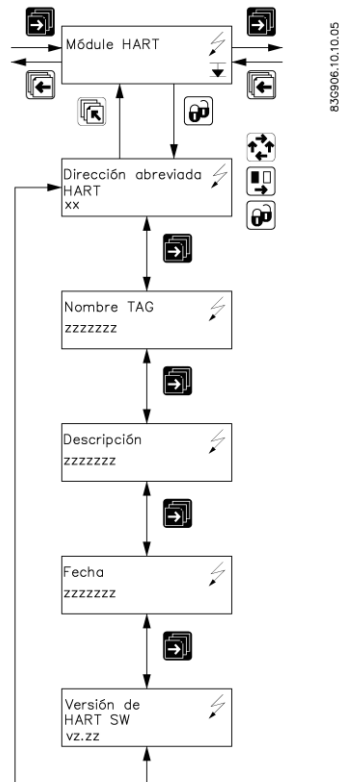 Módule HART
83G906.10.10.05
Dirección abreviada
HART
xx
Nombre TAG
zzzzzzz
Descripción
zzzzzzz
Fecha
zzzzzzz
Versión de
HART SW
vz.zz